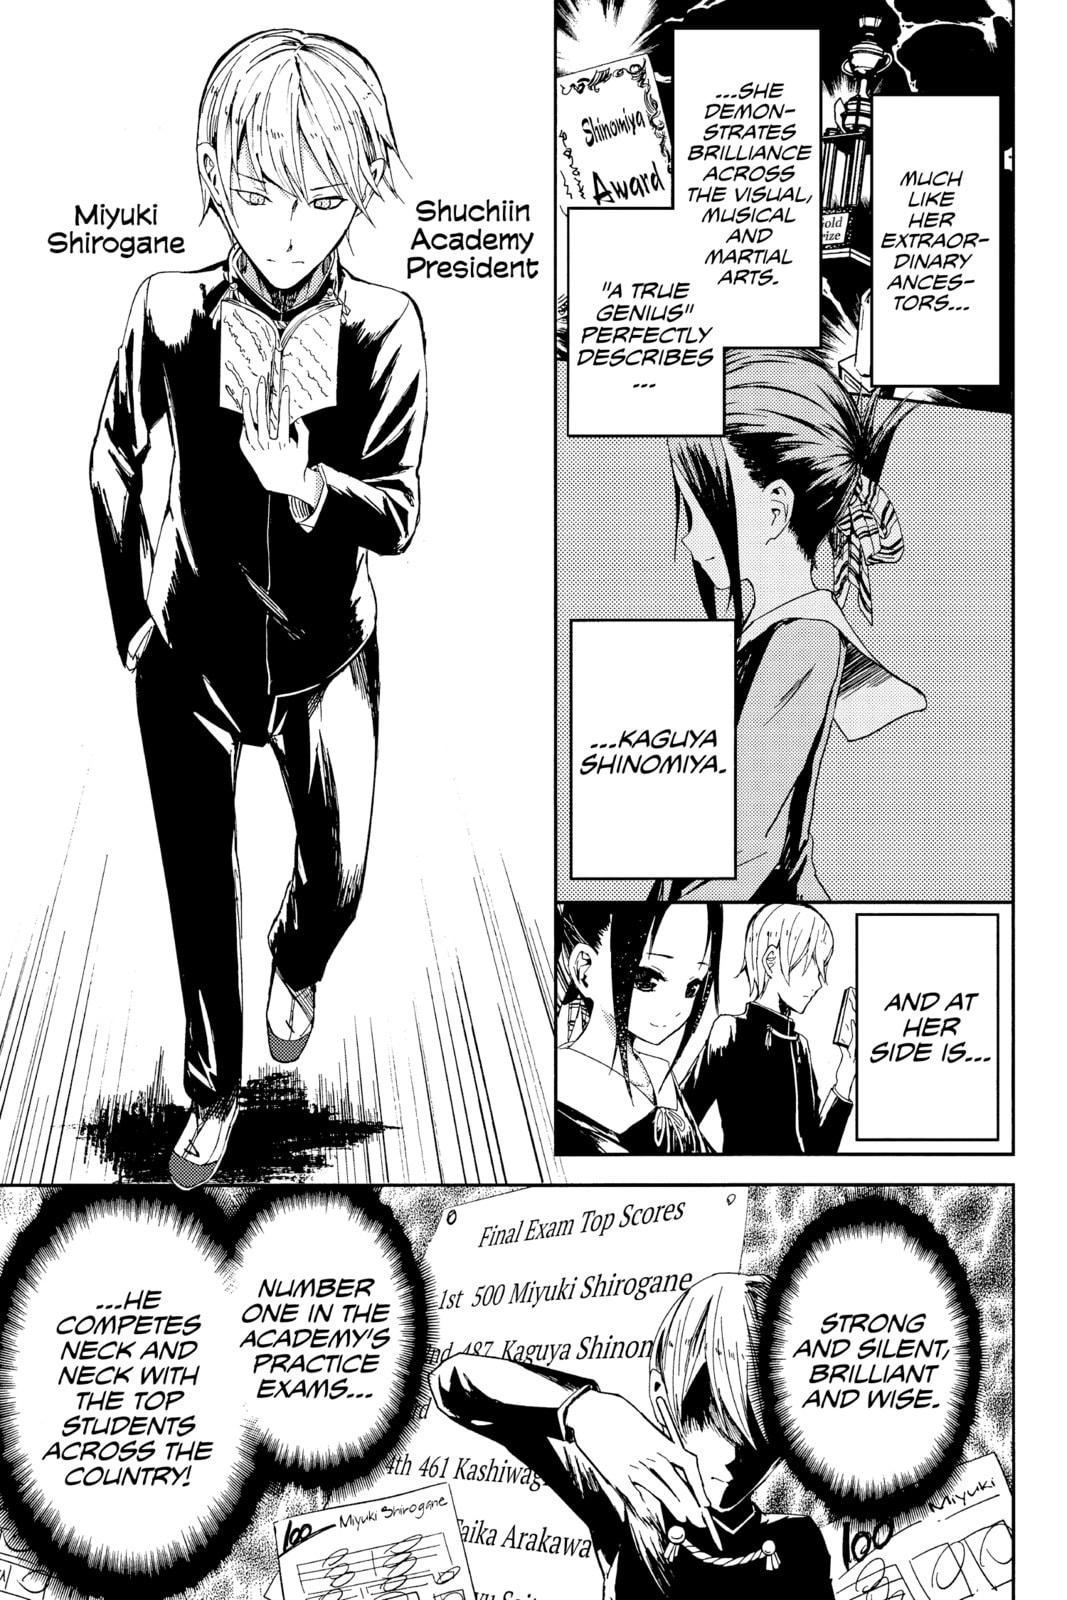 MUCH
LIKE
HER
EXTRAOR-
DINARY
ANCES-
TORS...
...SHE
DEMON-
STRATES
BRILLIANCE
ACROSS
THE VISUAL,
MUSICAL
AND
MARTIAL
ARTS.
Shinomiya
Award
"A TRUE
GENIUS"
PERFECTLY
DESCRIBES
...
...KAGUYA
SHINOMIYA.
AND AT
HER
SIDE IS...
Shuchiin
Academy
President
Miyuki
Shirogane
STRONG
AND SILENT,
BRILLIANT
AND WISE.
Final Exam Top Scores
1st 500 Miyuki Shirogane
487 Kaguya Shinom
4th 461 Kashiwag
Taika Arakawa
NUMBER
ONE IN THE
ACADEMY'S
PRACTICE
EXAMS...
...HE
COMPETES
NECK AND
NECK WITH
THE TOP
STUDENTS
ACROSS THE
COUNTRY!
100 Miyuki Shirogane
100 Miyuki